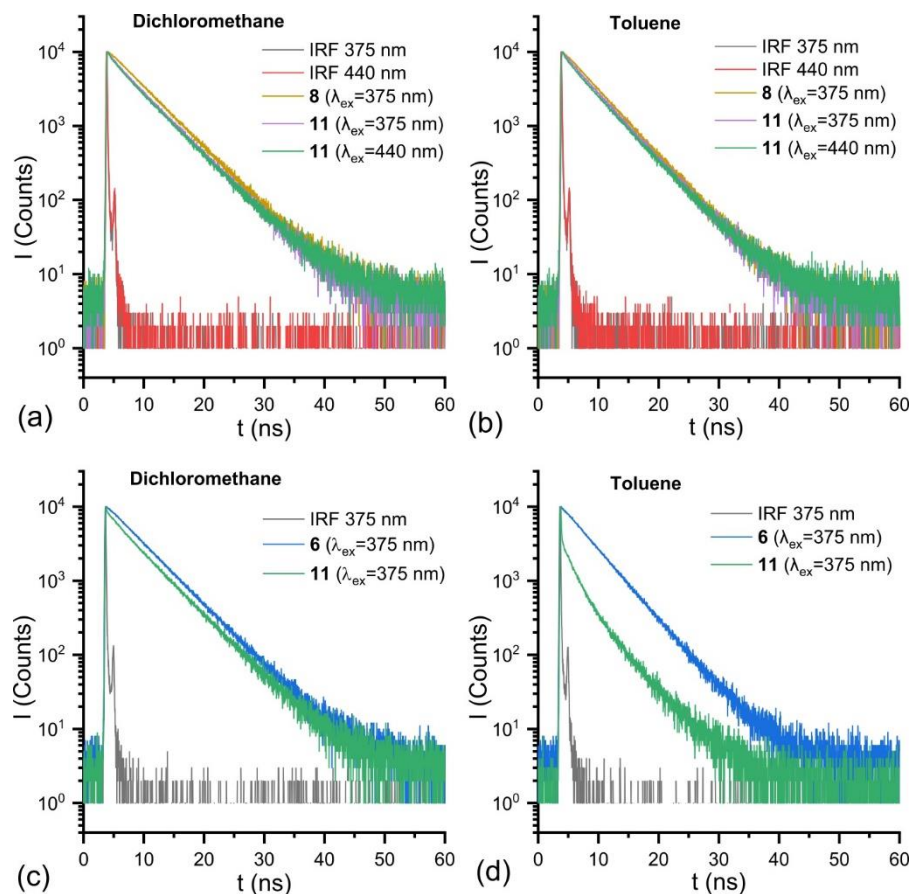 Dichloromethane
IRF 375 nm
IRF 440 nm
8 (λex=375 nm)
11 (λex=375 nm)
11 (λex=440 nm)
I (Counts)
10⁴
10³
10²
10¹
10⁰
0 10 20 30 40 50 60
t (ns)
(a)
Toluene
IRF 375 nm
IRF 440 nm
8 (λex=375 nm)
11 (λex=375 nm)
11 (λex=440 nm)
I (Counts)
10⁴
10³
10²
10¹
10⁰
0 10 20 30 40 50 60
t (ns)
(b)
Dichloromethane
IRF 375 nm
6 (λex=375 nm)
11 (λex=375 nm)
I (Counts)
10⁴
10³
10²
10¹
10⁰
0 10 20 30 40 50 60
t (ns)
(c)
Toluene
IRF 375 nm
6 (λex=375 nm)
11 (λex=375 nm)
I (Counts)
10⁴
10³
10²
10¹
10⁰
0 10 20 30 40 50 60
t (ns)
(d)